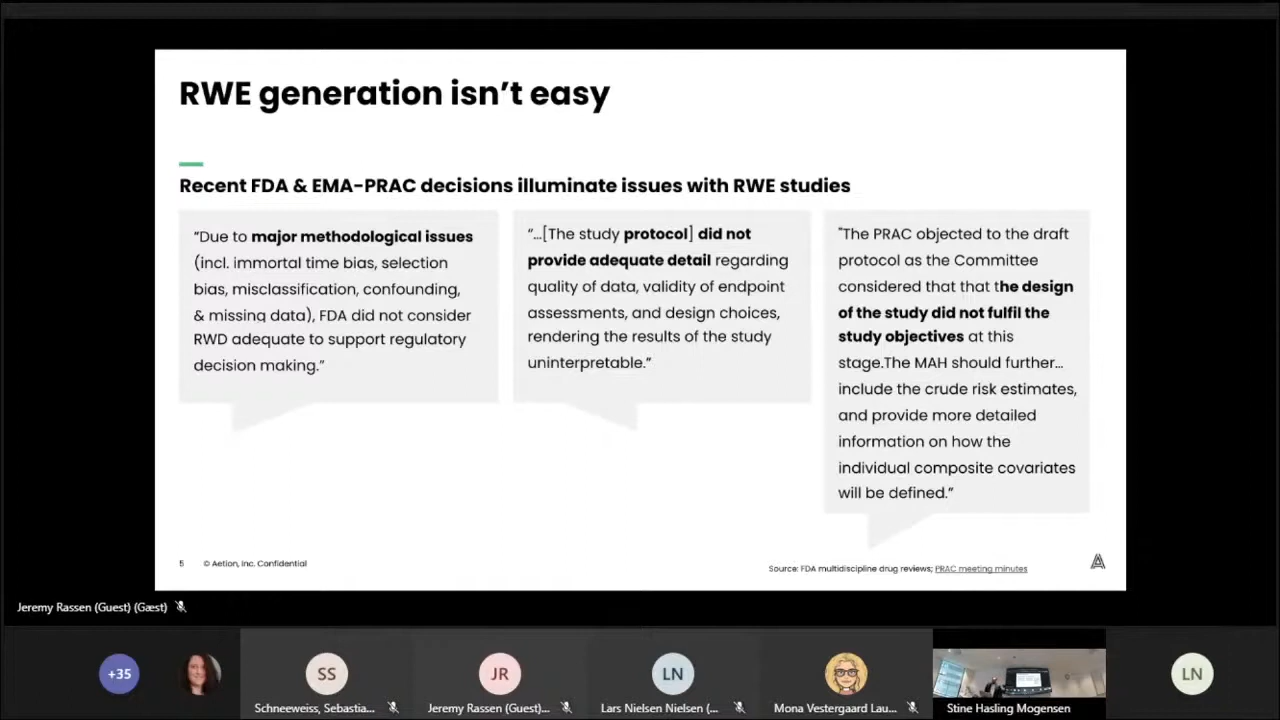 RWE generation isn’t easy
Recent FDA & EMA-PRAC decisions illuminate issues with RWE studies
“Due to major methodological issues
(incl. immortal time bias, selection
bias, misclassification, confounding,
& missing data), FDA did not consider
RWD adequate to support regulatory
decision making.”
“…[The study protocol] did not
provide adequate detail regarding
quality of data, validity of endpoint
assessments, and design choices,
rendering the results of the study
uninterpretable.”
"The PRAC objected to the draft
protocol as the Committee
considered that that the design
of the study did not fulfil the
study objectives at this
stage.The MAH should further…
include the crude risk estimates,
and provide more detailed
information on how the
individual composite covariates
will be defined.”
5 © Aetion, Inc. Confidential
Source: FDA multidiscipline drug reviews; PRAC meeting minutes
Jeremy Rassen (Guest) (Gæst)
+35
SS
JR
LN
LN
Schneeweiss, Sebastia...
Jeremy Rassen (Guest)...
Lars Nielsen Nielsen (...
Mona Vestergaard Lau...
Stine Hasling Mogensen